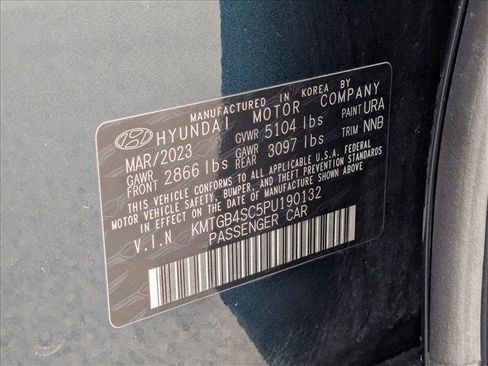 MANUFACTURED IN KOREA BY
HYUNDAI MOTOR COMPANY
MAR/2023 GVWR 5104 lbs PAINT URA
GAWR FRONT 2866 lbs GAWR REAR 3097 lbs TRIM NNB
THIS VEHICLE CONFORMS TO ALL APPLICABLE U.S. FEDERAL
MOTOR VEHICLE SAFETY, BUMPER, AND THEFT PREVENTION STANDARDS
IN EFFECT ON THE DATE OF MANUFACTURE SHOWN ABOVE.
V.I.N KMTGB4SC5PU190132
PASSENGER CAR